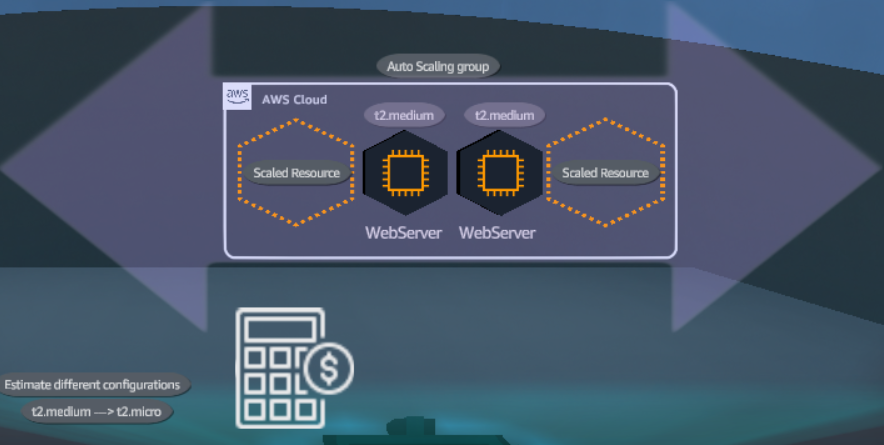 Auto Scaling group
aws
AWS Cloud
t2.medium
t2.medium
Scaled Resource
Scaled Resource
WebServer
WebServer
$
Estimate different configurations
t2.medium —> t2.micro